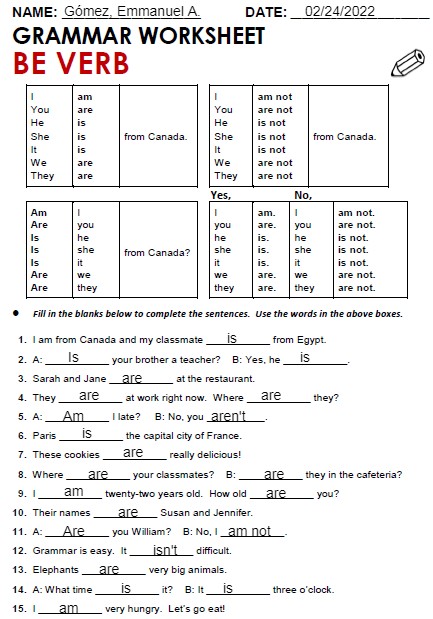 NAME: Gómez, Emmanuel A. DATE: 02/24/2022
GRAMMAR WORKSHEET
BE VERB
I am
You are
He is
She is from Canada.
It is
We are
They are
I am not
You are not
He is not
She is not from Canada.
It is not
We are not
They are not
Am I
Are you
Is he
Is she from Canada?
Is it
Are we
Are they
Yes, No,
I am. I am not.
you are. you are not.
he is. he is not.
she is. she is not.
it is. it is not.
we are. we are not.
they are. they are not.
● Fill in the blanks below to complete the sentences. Use the words in the above boxes.
1. I am from Canada and my classmate is from Egypt.
2. A: Is your brother a teacher? B: Yes, he is.
3. Sarah and Jane are at the restaurant.
4. They are at work right now. Where are they?
5. A: Am I late? B: No, you aren't.
6. Paris is the capital city of France.
7. These cookies are really delicious!
8. Where are your classmates? B: are they in the cafeteria?
9. I am twenty-two years old. How old are you?
10. Their names are Susan and Jennifer.
11. A: Are you William? B: No, I am not.
12. Grammar is easy. It isn't difficult.
13. Elephants are very big animals.
14. A: What time is it? B: It is three o'clock.
15. I am very hungry. Let's go eat!